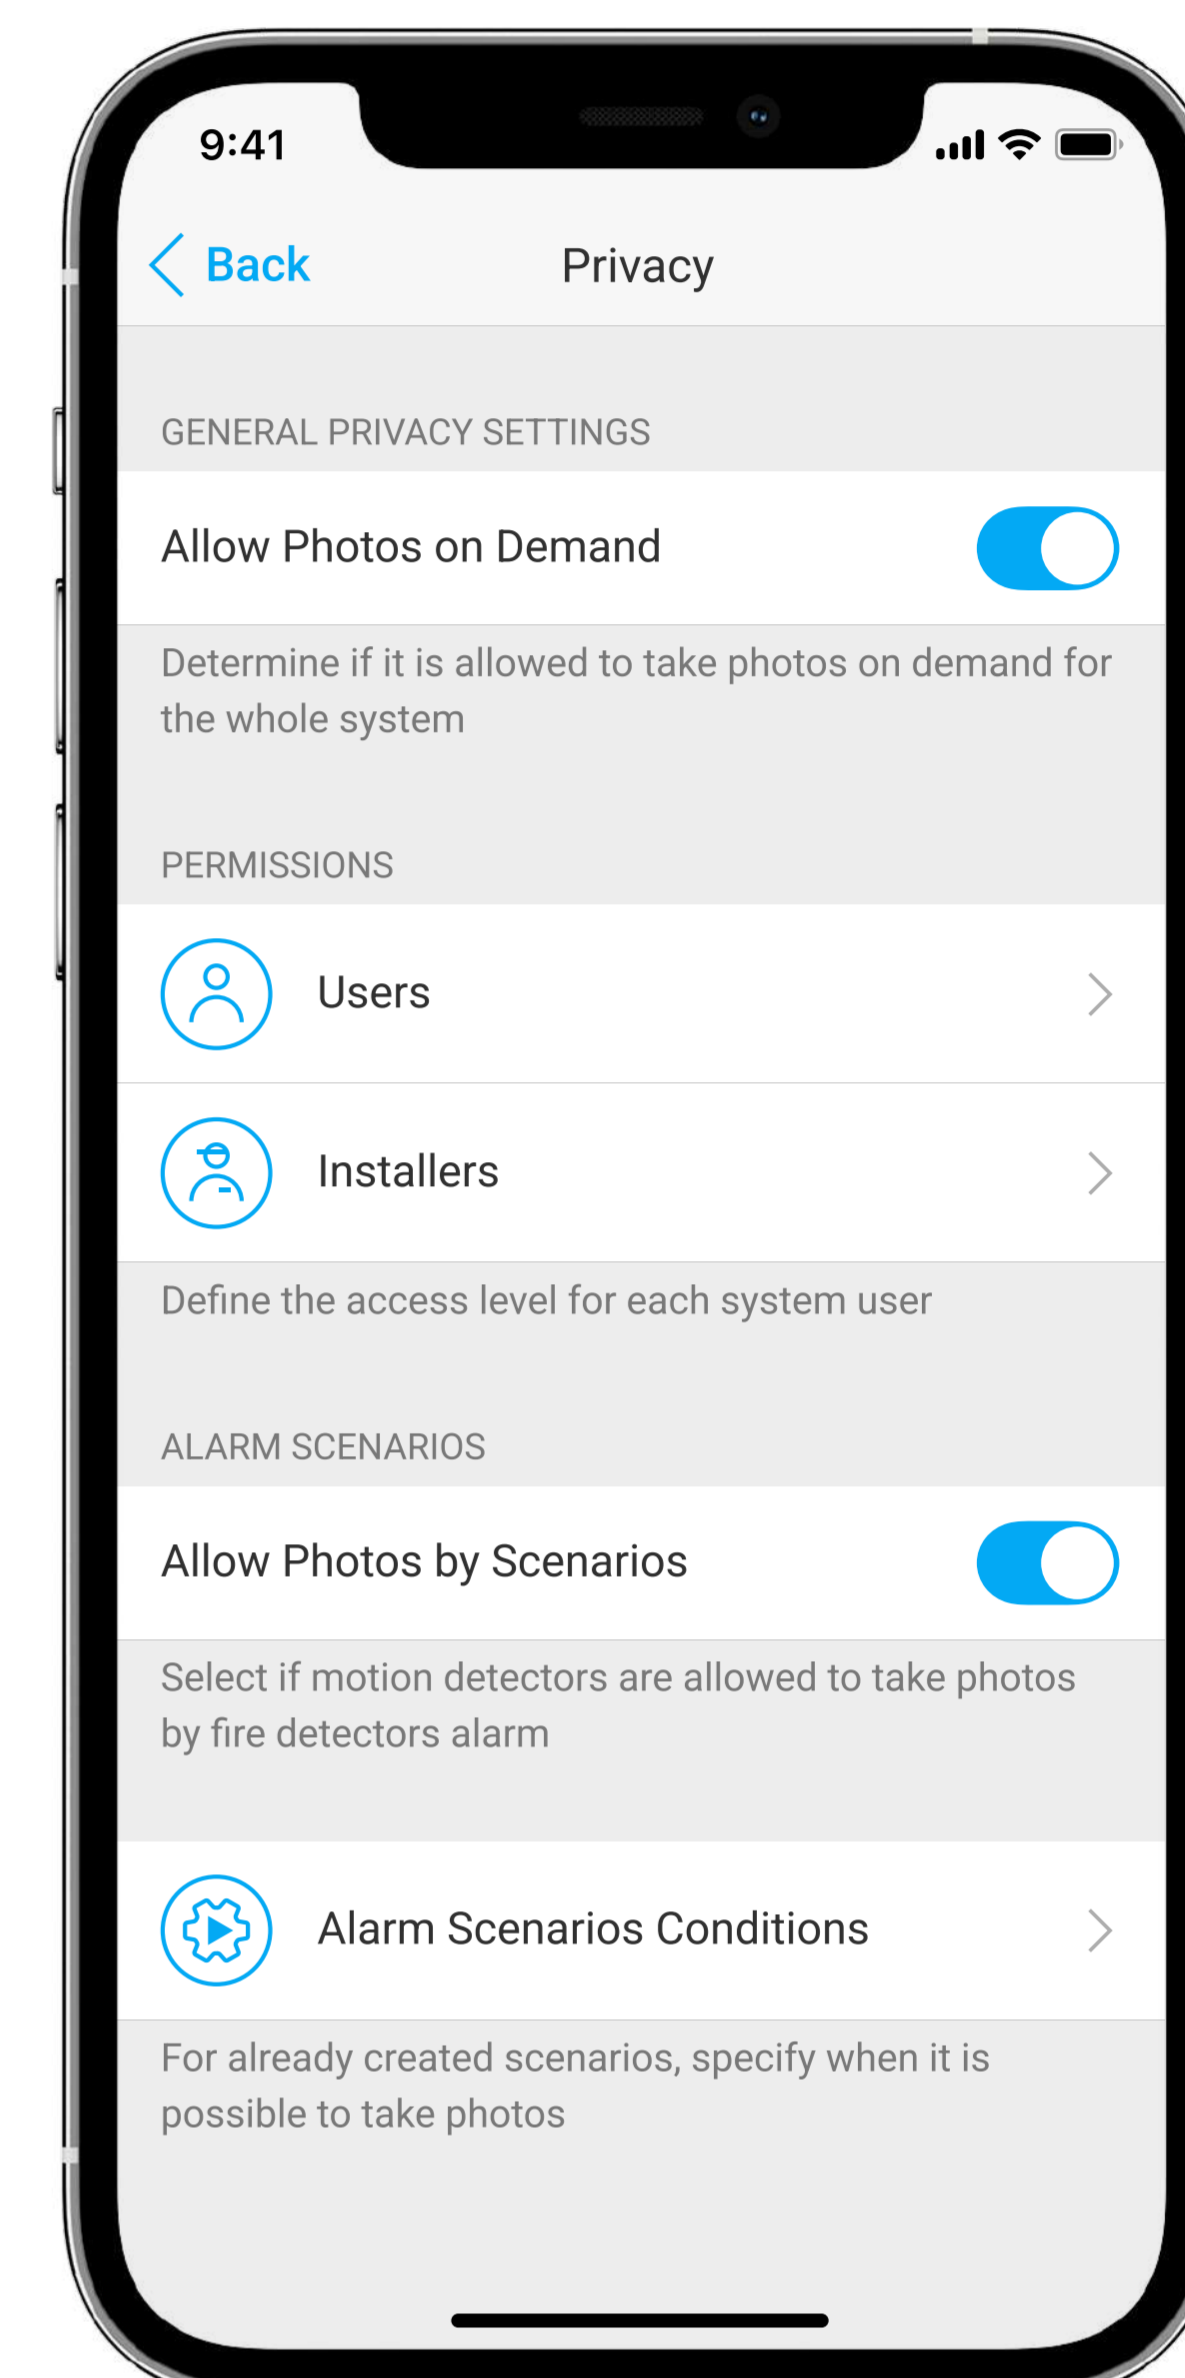 9:41
Back
Privacy
GENERAL PRIVACY SETTINGS
Allow Photos on Demand
Determine if it is allowed to take photos on demand for
the whole system
PERMISSIONS
Users
Installers
Define the access level for each system user
ALARM SCENARIOS
Allow Photos by Scenarios
Select if motion detectors are allowed to take photos
by fire detectors alarm
Alarm Scenarios Conditions
For already created scenarios, specify when it is
possible to take photos